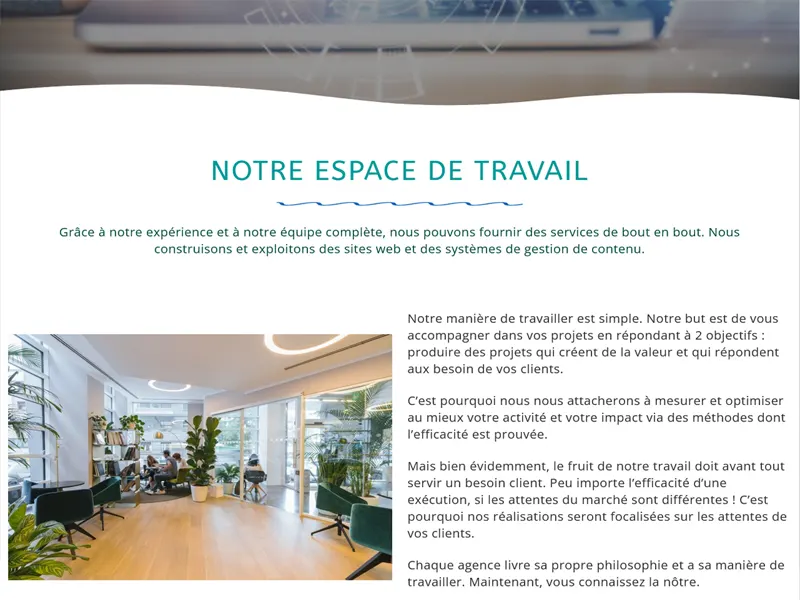 NOTRE ESPACE DE TRAVAIL
Grâce à notre expérience et à notre équipe complète, nous pouvons fournir des services de bout en bout. Nous
construisons et exploitons des sites web et des systèmes de gestion de contenu.
Notre manière de travailler est simple. Notre but est de vous
accompagner dans vos projets en répondant à 2 objectifs :
produire des projets qui créent de la valeur et qui répondent
aux besoin de vos clients.
C’est pourquoi nous nous attacherons à mesurer et optimiser
au mieux votre activité et votre impact via des méthodes dont
l’efficacité est prouvée.
Mais bien évidemment, le fruit de notre travail doit avant tout
servir un besoin client. Peu importe l’efficacité d’une
exécution, si les attentes du marché sont différentes ! C’est
pourquoi nos réalisations seront focalisées sur les attentes de
vos clients.
Chaque agence livre sa propre philosophie et a sa manière de
travailler. Maintenant, vous connaissez la nôtre.